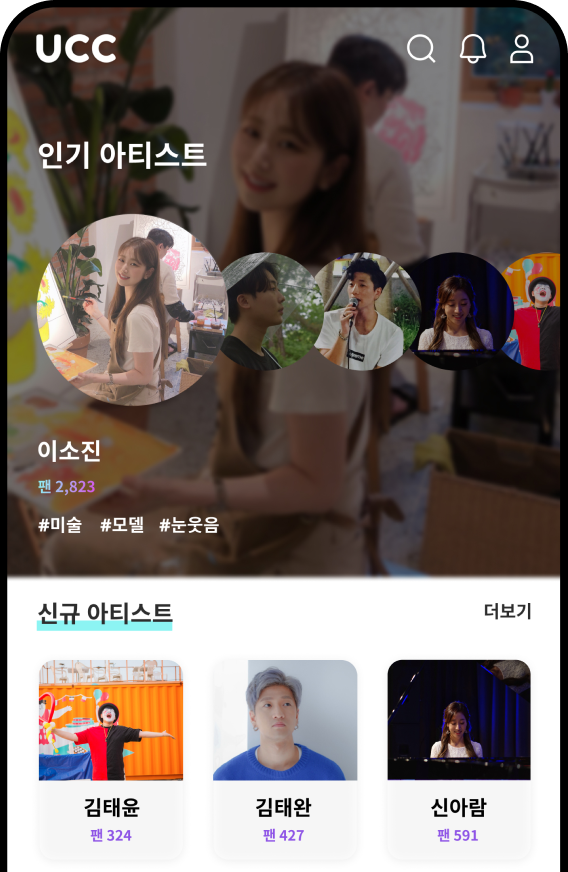 UCC
인기 아티스트
이소진
팬 2,823
#미술 #모델 #눈웃음
신규 아티스트
더보기
김태윤
팬 324
김태완
팬 427
신아람
팬 591